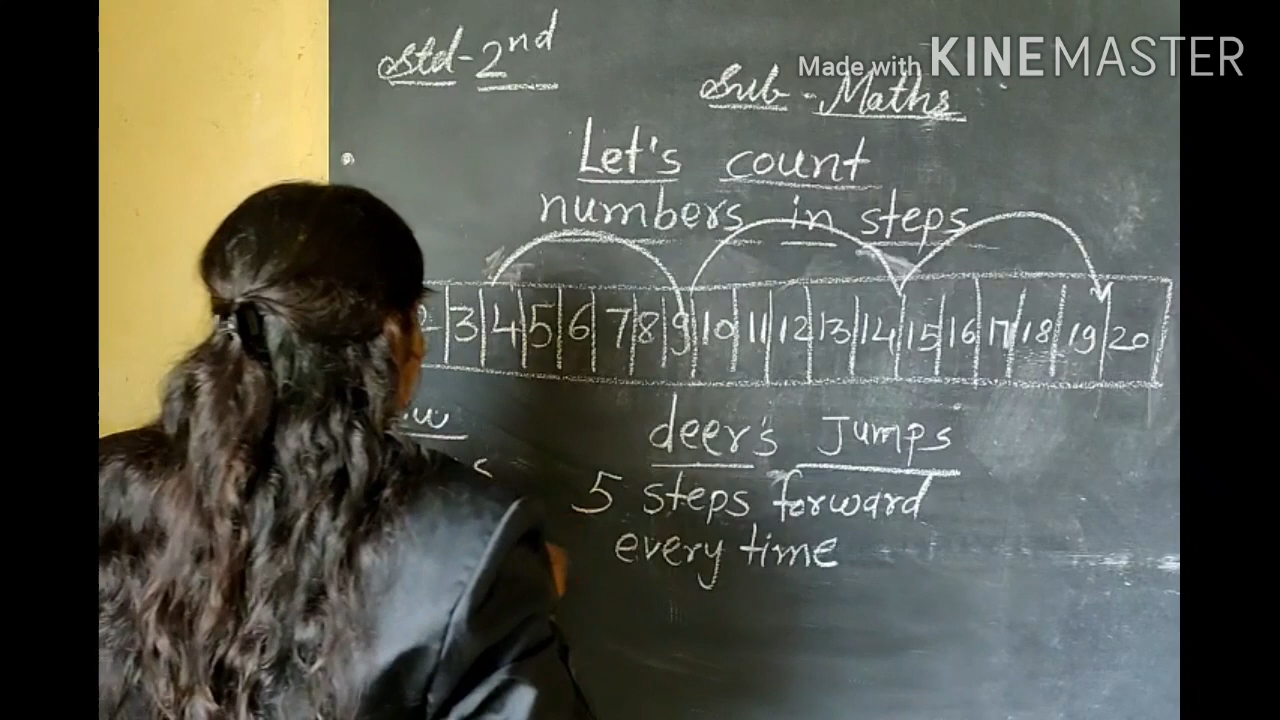 Std-2nd
Made with KINEMASTER
Sub-Maths
Let's count
numbers in steps
3 4 5 6 7 8 9 10 11 12 13 14 15 16 17 18 19 20
deer's Jumps
5 steps forward
every time